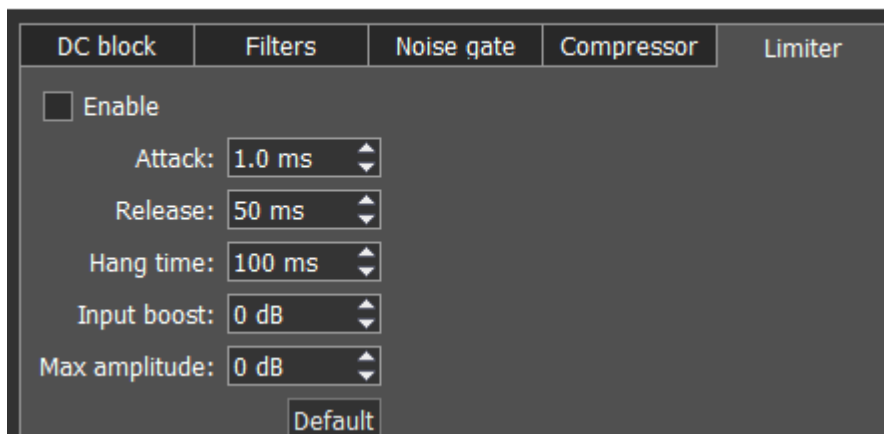 DC block Filters Noise gate Compressor Limiter
Enable
Attack: 1.0 ms
Release: 50 ms
Hang time: 100 ms
Input boost: 0 dB
Max amplitude: 0 dB
Default